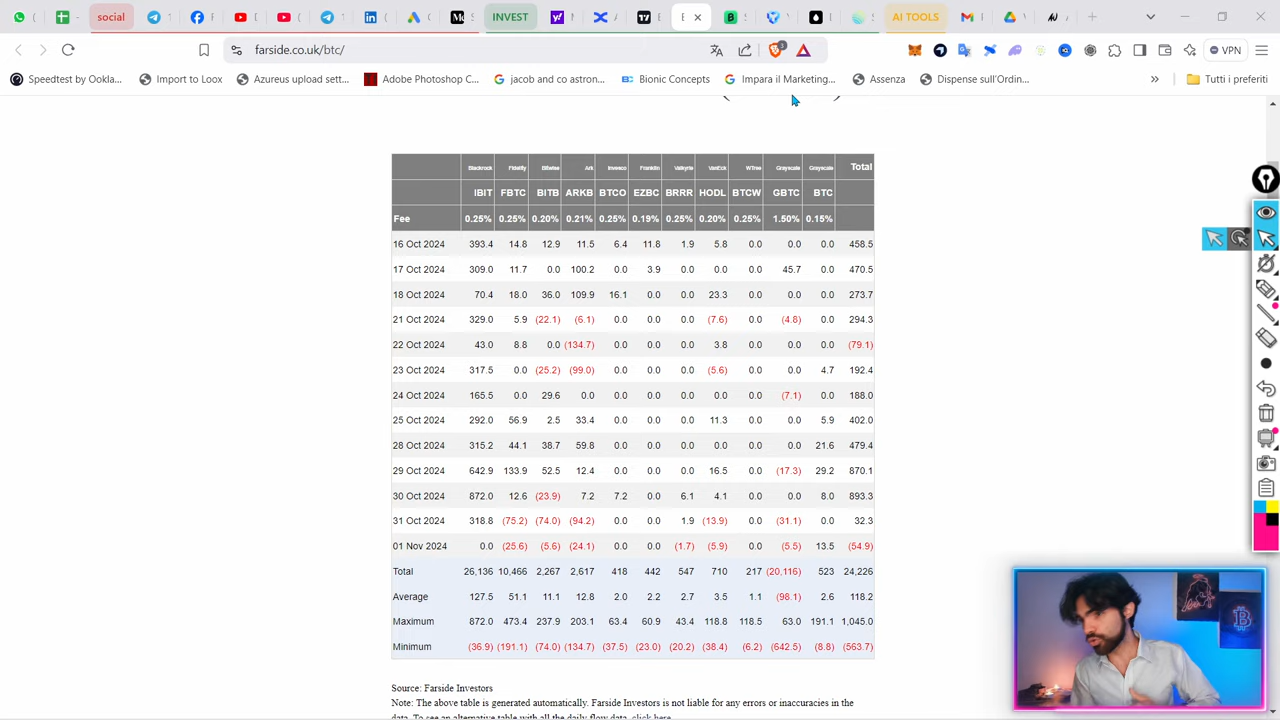 social
INVEST
AI TOOLS
farside.co.uk/btc/
VPN
Speedtest by Ookla... Import to Loox Azureus upload sett... Adobe Photoshop C... jacob and co astron... Bionic Concepts Impara il Marketing... Assenza Dispense sull'Ordin... » Tutti i preferiti
Blackrock Fidelity Bitwise Ark Invesco Franklin Valkyrie VanEck WTree Grayscale Grayscale Total
IBIT FBTC BITB ARKB BTCO EZBC BRRR HODL BTCW GBTC BTC
Fee 0.25% 0.25% 0.20% 0.21% 0.25% 0.19% 0.25% 0.20% 0.25% 1.50% 0.15%
16 Oct 2024 393.4 14.8 12.9 11.5 6.4 11.8 1.9 5.8 0.0 0.0 0.0 458.5
17 Oct 2024 309.0 11.7 0.0 100.2 0.0 3.9 0.0 0.0 0.0 45.7 0.0 470.5
18 Oct 2024 70.4 18.0 36.0 109.9 16.1 0.0 0.0 23.3 0.0 0.0 0.0 273.7
21 Oct 2024 329.0 5.9 (22.1) (6.1) 0.0 0.0 0.0 (7.6) 0.0 (4.8) 0.0 294.3
22 Oct 2024 43.0 8.8 0.0 (134.7) 0.0 0.0 0.0 3.8 0.0 0.0 0.0 (79.1)
23 Oct 2024 317.5 0.0 (25.2) (99.0) 0.0 0.0 0.0 (5.6) 0.0 0.0 4.7 192.4
24 Oct 2024 165.5 0.0 29.6 0.0 0.0 0.0 0.0 0.0 0.0 (7.1) 0.0 188.0
25 Oct 2024 292.0 56.9 2.5 33.4 0.0 0.0 0.0 11.3 0.0 0.0 5.9 402.0
28 Oct 2024 315.2 44.1 38.7 59.8 0.0 0.0 0.0 0.0 0.0 0.0 21.6 479.4
29 Oct 2024 642.9 133.9 52.5 12.4 0.0 0.0 0.0 16.5 0.0 (17.3) 29.2 870.1
30 Oct 2024 872.0 12.6 (23.9) 7.2 7.2 0.0 6.1 4.1 0.0 0.0 8.0 893.3
31 Oct 2024 318.8 (75.2) (74.0) (94.2) 0.0 0.0 1.9 (13.9) 0.0 (31.1) 0.0 32.3
01 Nov 2024 0.0 (25.6) (5.6) (24.1) 0.0 0.0 (1.7) (5.9) 0.0 (5.5) 13.5 (54.9)
Total 26,136 10,466 2,267 2,617 418 442 547 710 217 (20,116) 523 24,226
Average 127.5 51.1 11.1 12.8 2.0 2.2 2.7 3.5 1.1 (98.1) 2.6 118.2
Maximum 872.0 473.4 237.9 203.1 63.4 60.9 43.4 118.8 118.5 63.0 191.1 1,045.0
Minimum (36.9) (191.1) (74.0) (134.7) (37.5) (23.0) (20.2) (38.4) (6.2) (642.5) (8.8) (563.7)
Source: Farside Investors
Note: The above table is generated automatically. Farside Investors is not liable for any errors or inaccuracies in the
data. To see an alternative table with all the daily flow data, click here